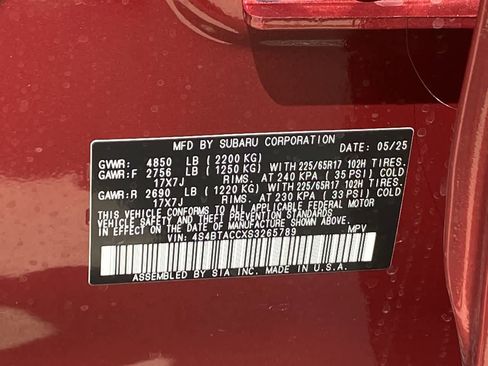 MFD BY SUBARU CORPORATION DATE: 05/25
GVWR: 4850 LB (2200 KG)
GAWR:F 2756 LB (1250 KG) WITH 225/65R17 102H TIRES.
17X7J RIMS. AT 240 KPA (35 PSI) COLD
GAWR:R 2690 LB (1220 KG) WITH 225/65R17 102H TIRES.
17X7J RIMS. AT 230 KPA (33 PSI) COLD
THIS VEHICLE CONFORMS TO ALL APPLICABLE FEDERAL MOTOR
VEHICLE SAFETY AND THEFT PREVENTION STANDARDS
IN EFFECT ON THE DATE OF MANUFACTURE SHOWN ABOVE.
VIN: 4S4BTACCXS3265789 MPV
ASSEMBLED BY SIA INC. MADE IN U.S.A.